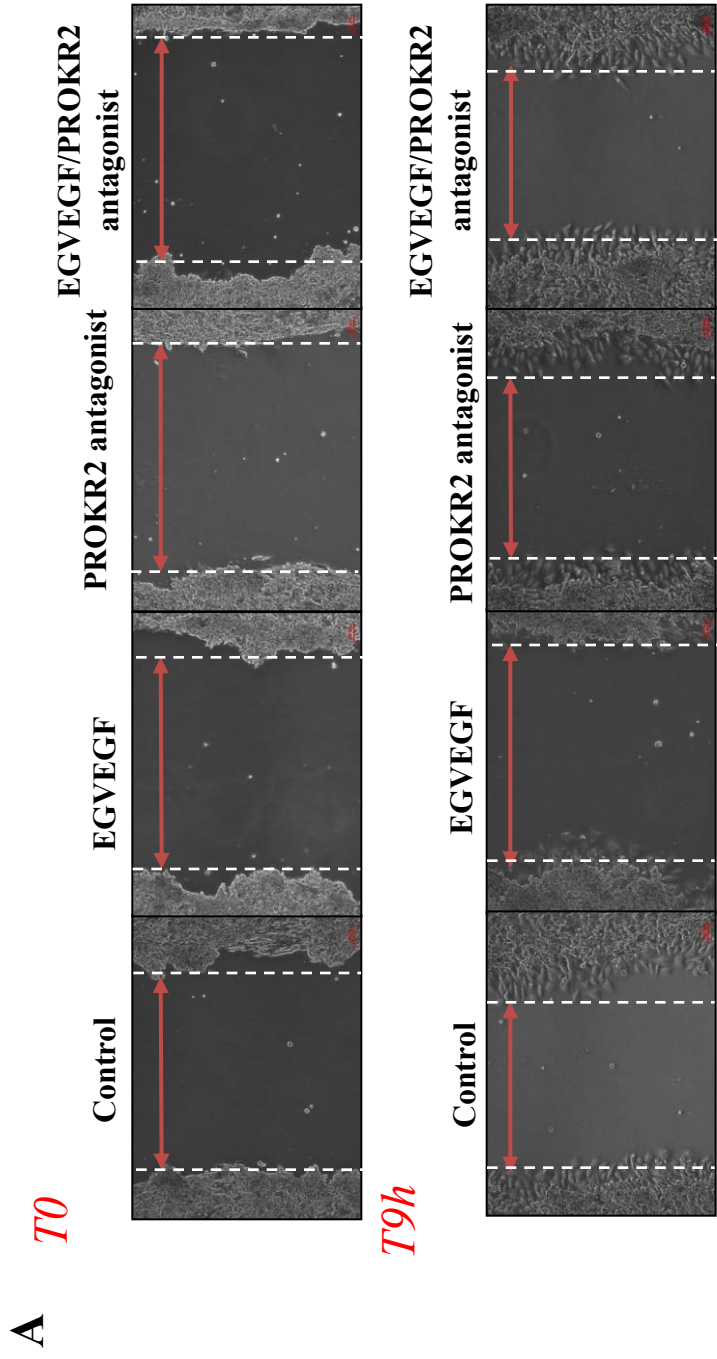 A
T0
Control
EGVEGF
PROKR2 antagonist
EGVEGF/PROKR2
antagonist
T9h
Control
EGVEGF
PROKR2 antagonist
EGVEGF/PROKR2
antagonist